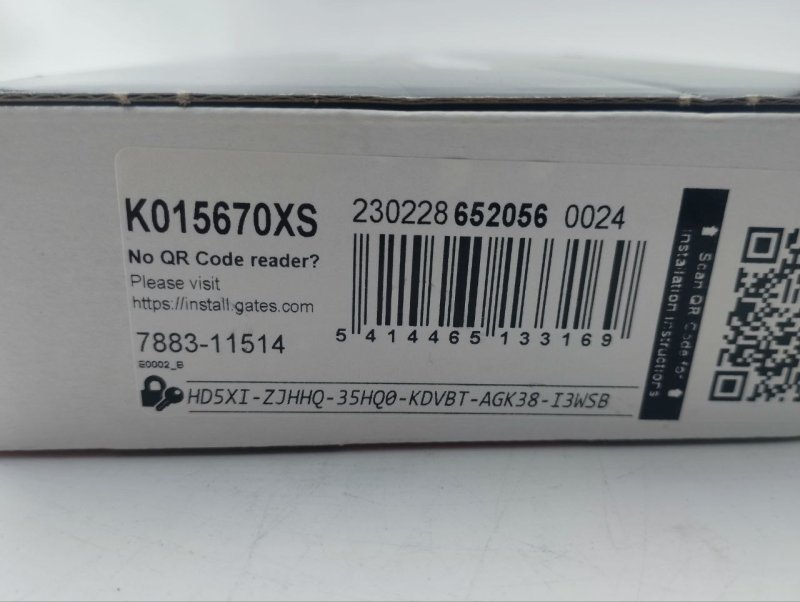 K015670XS
230228 652056 0024
No QR Code reader?
Please visit
https://install.gates.com
7883-11514
E0002_B
5 414465 133169
HD5XI-ZJHHQ-35HQ0-KDVBT-AGK38-I3WSB
Scan QR Code for
installation instructions